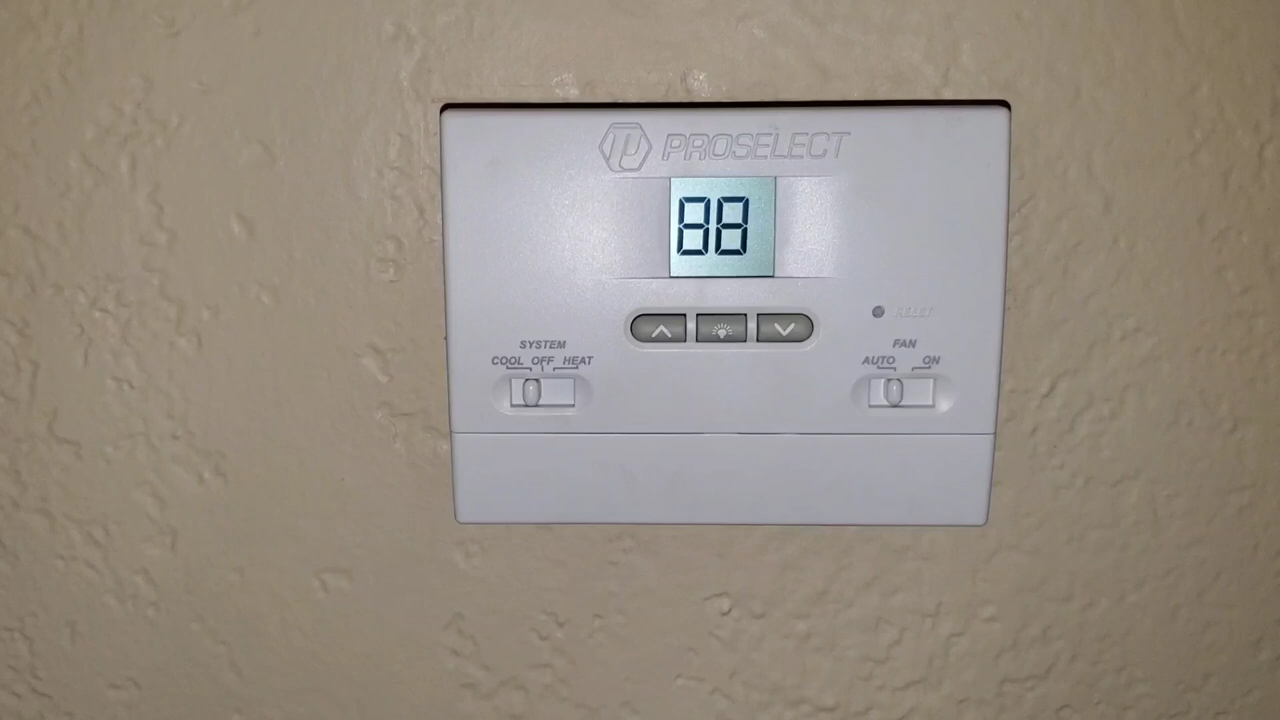 PROSELECT
88
RESET
SYSTEM
COOL OFF HEAT
FAN
AUTO ON